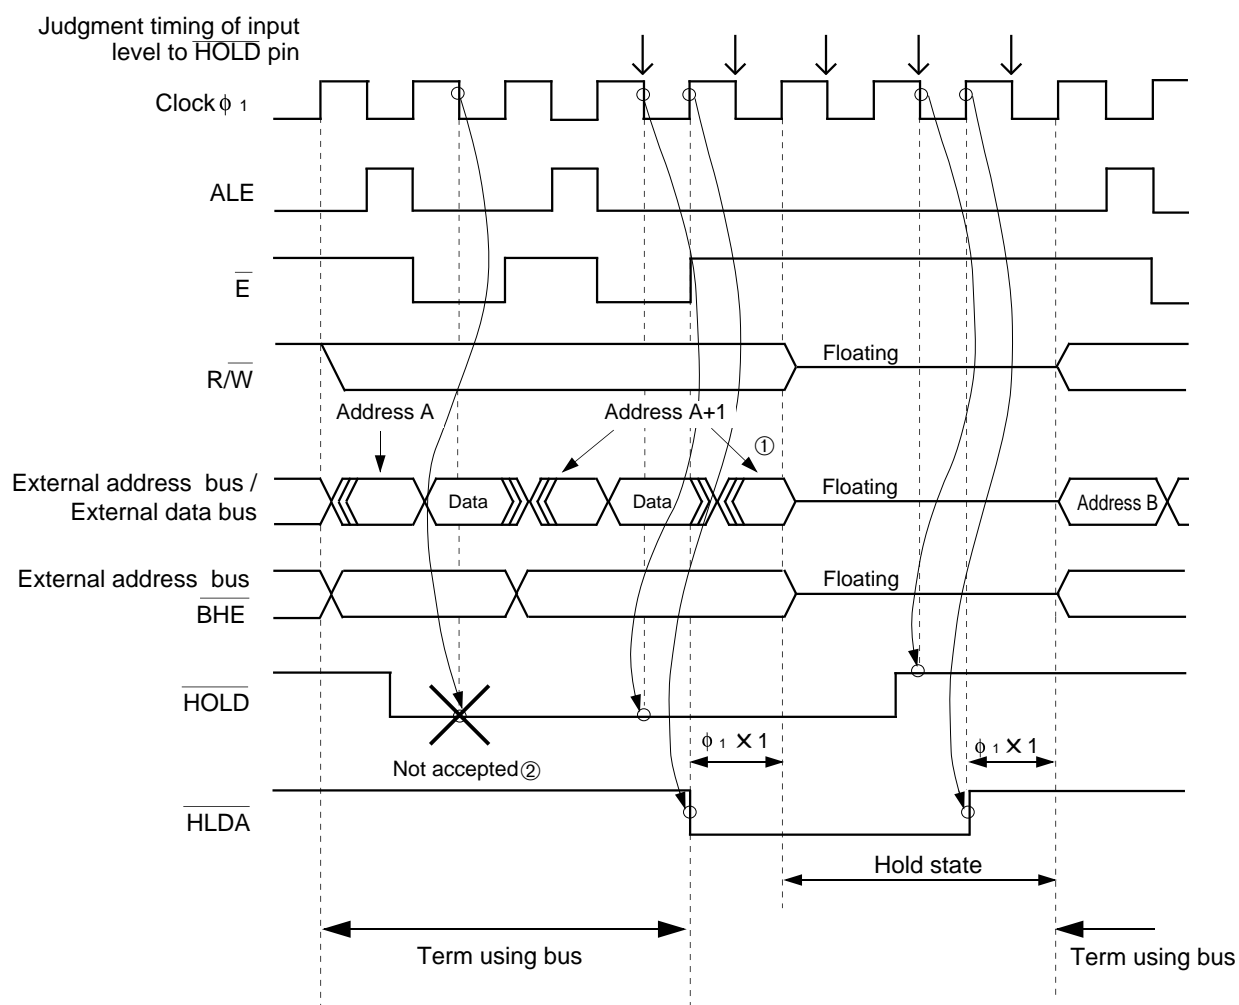 Judgment timing of input
level to HOLD pin
Clock ϕ 1
ALE
E
R/W
Floating
Address A
Address A+1
①
External address bus /
External data bus
Data
Data
Floating
Address B
External address bus
BHE
Floating
HOLD
ϕ 1 × 1
ϕ 1 × 1
Not accepted②
HLDA
Hold state
Term using bus
Term using bus